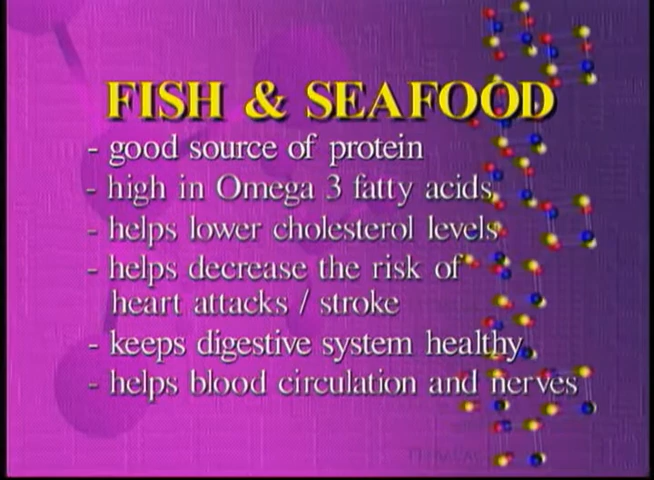 FISH & SEAFOOD
- good source of protein
- high in Omega 3 fatty acids
- helps lower cholesterol levels
- helps decrease the risk of
heart attacks / stroke
- keeps digestive system healthy
- helps blood circulation and nerves